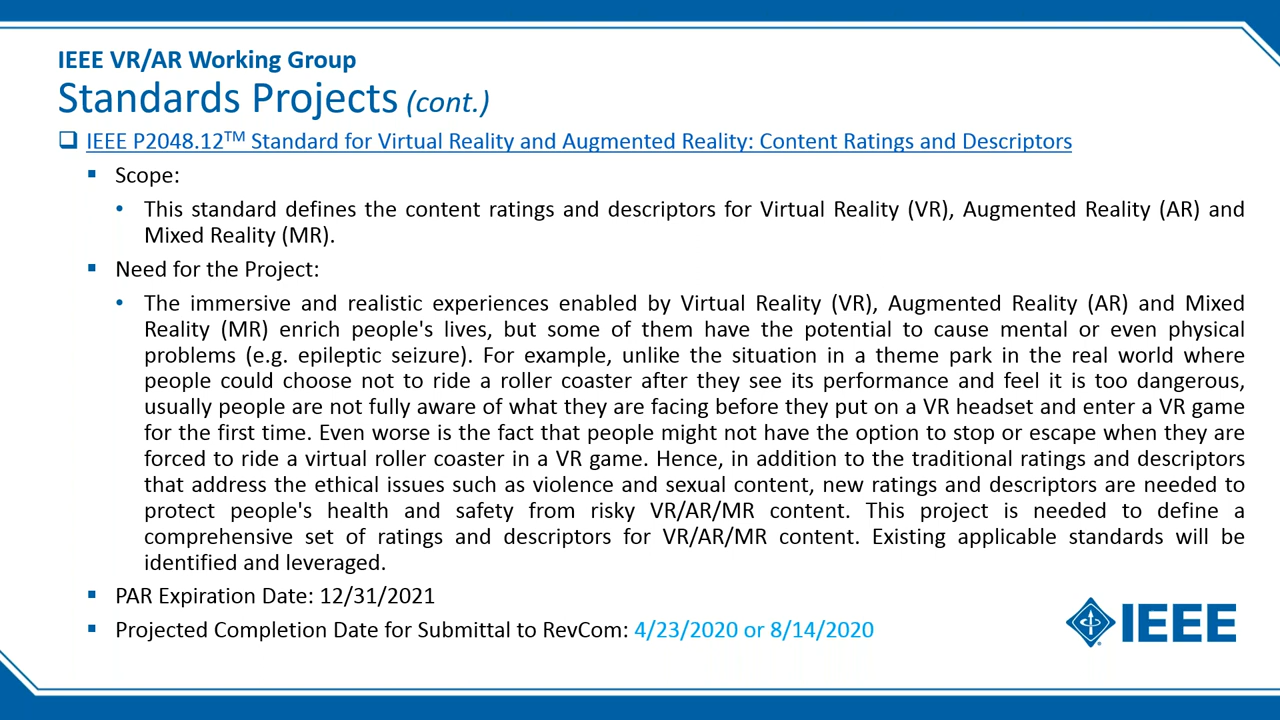 IEEE VR/AR Working Group
Standards Projects (cont.)
IEEE P2048.12TM Standard for Virtual Reality and Augmented Reality: Content Ratings and Descriptors
Scope:
This standard defines the content ratings and descriptors for Virtual Reality (VR), Augmented Reality (AR) and
Mixed Reality (MR).
Need for the Project:
The immersive and realistic experiences enabled by Virtual Reality (VR), Augmented Reality (AR) and Mixed
Reality (MR) enrich people's lives, but some of them have the potential to cause mental or even physical
problems (e.g. epileptic seizure). For example, unlike the situation in a theme park in the real world where
people could choose not to ride a roller coaster after they see its performance and feel it is too dangerous,
usually people are not fully aware of what they are facing before they put on a VR headset and enter a VR game
for the first time. Even worse is the fact that people might not have the option to stop or escape when they are
forced to ride a virtual roller coaster in a VR game. Hence, in addition to the traditional ratings and descriptors
that address the ethical issues such as violence and sexual content, new ratings and descriptors are needed to
protect people's health and safety from risky VR/AR/MR content. This project is needed to define a
comprehensive set of ratings and descriptors for VR/AR/MR content. Existing applicable standards will be
identified and leveraged.
PAR Expiration Date: 12/31/2021
Projected Completion Date for Submittal to RevCom: 4/23/2020 or 8/14/2020
IEEE